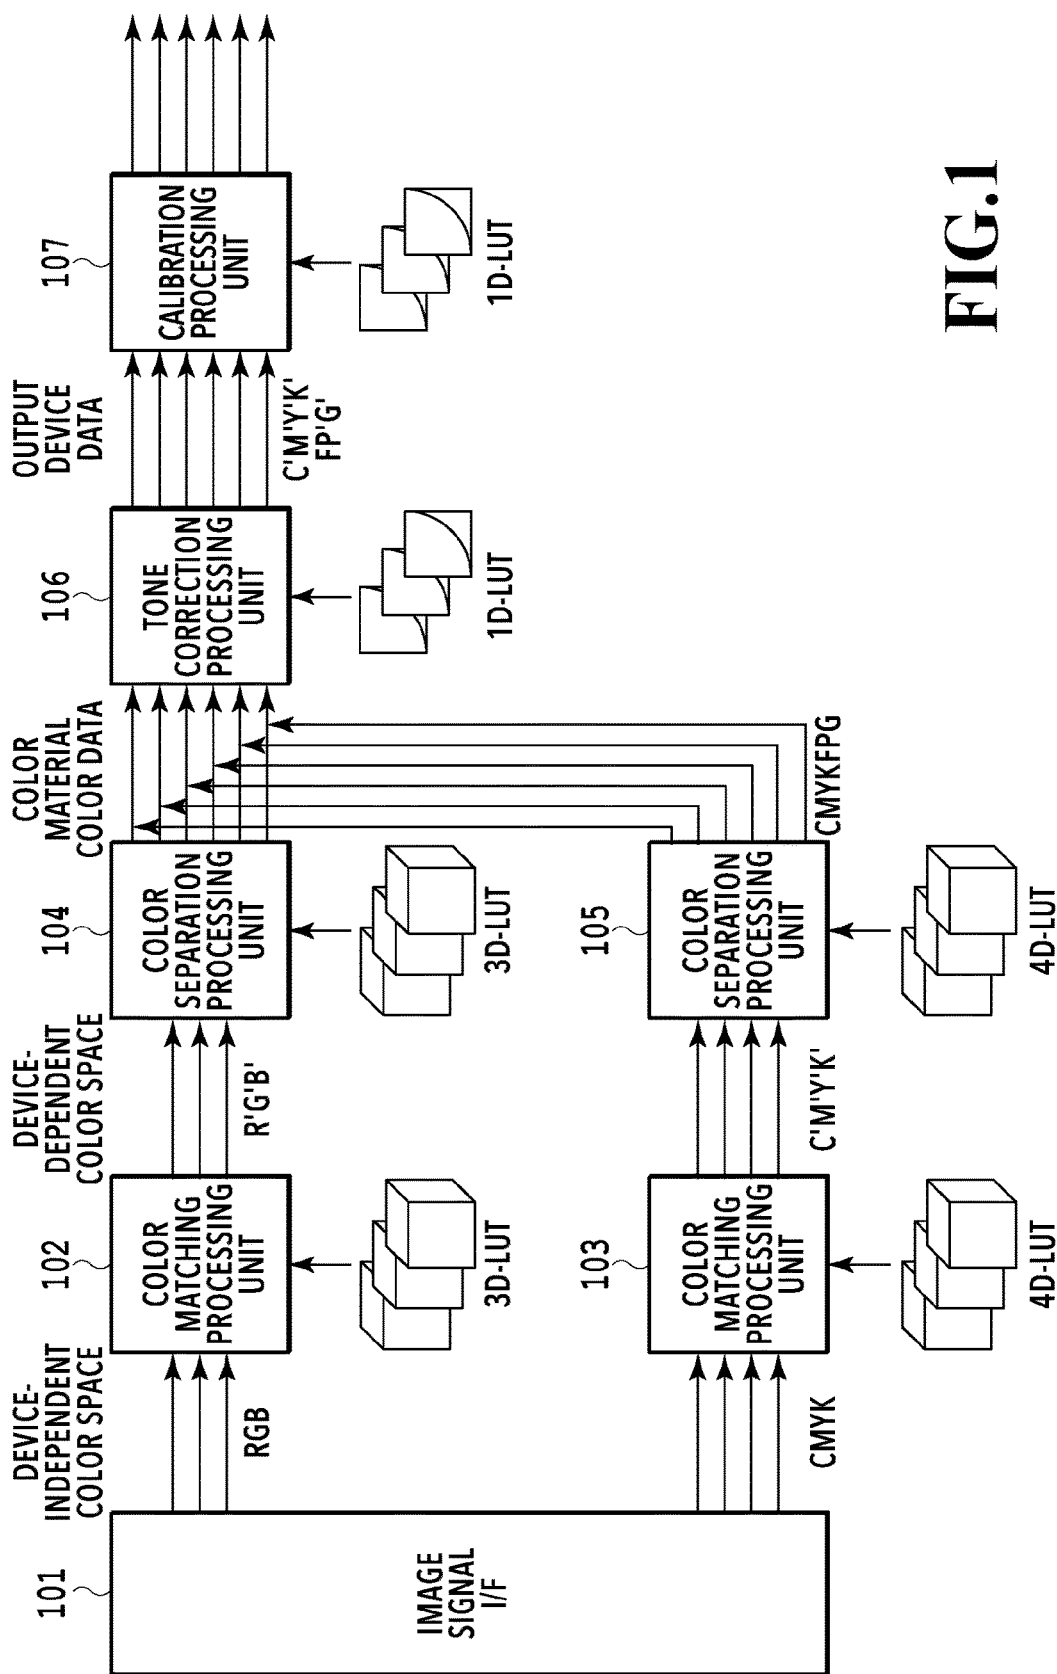 DEVICE-
INDEPENDENT
COLOR SPACE
DEVICE-
DEPENDENT
COLOR SPACE
COLOR
MATERIAL
COLOR DATA
OUTPUT
DEVICE
DATA
101
IMAGE
SIGNAL
I/F
RGB
102
COLOR
MATCHING
PROCESSING
UNIT
3D-LUT
R'G'B'
104
COLOR
SEPARATION
PROCESSING
UNIT
3D-LUT
106
TONE
CORRECTION
PROCESSING
UNIT
1D-LUT
C'M'Y'K'
FP'G'
107
CALIBRATION
PROCESSING
UNIT
1D-LUT
CMYK
103
COLOR
MATCHING
PROCESSING
UNIT
4D-LUT
C'M'Y'K'
105
COLOR
SEPARATION
PROCESSING
UNIT
4D-LUT
CMYKFPG
FIG.1